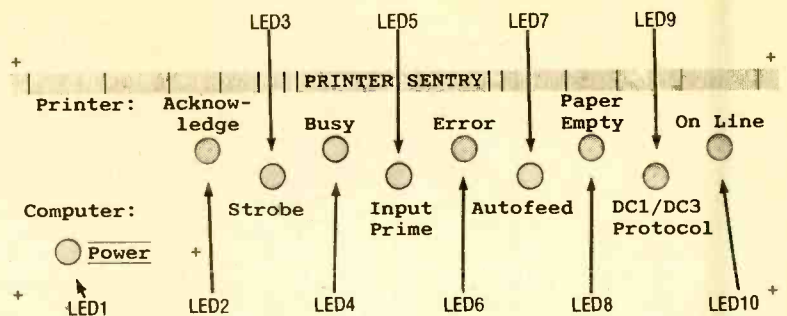 LED3 LED5 LED7 LED9
PRINTER SENTRY
Printer: Acknow- Paper
ledge Busy Error Empty On Line
Computer: Strobe Input Autofeed DC1/DC3
Prime Protocol
Power
LED1 LED2 LED4 LED6 LED8 LED10